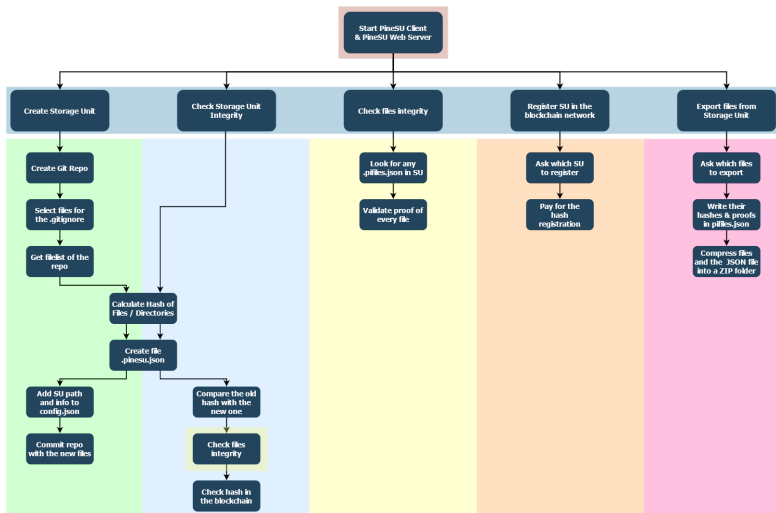 Start PineSU Client
& PineSU Web Server
Create Storage Unit
Check Storage Unit
Integrity
Check files integrity
Register SU in the
blockchain network
Export files from
Storage Unit
Create Git Repo
Look for any
.pifiles.json in SU
Ask which SU
to register
Ask which files
to export
Select files for
the .gitignore
Validate proof of
every file
Pay for the
hash registration
Write their
hashes & proofs
in pifiles.json
Get filelist of the
repo
Compress files
and the JSON file
into a ZIP folder
Calculate Hash of
Files / Directories
Create file
.pinesu.json
Add SU path
and info to
config.json
Compare the old
hash with the
new one
Commit repo
with the new files
Check files
integrity
Check hash in
the blockchain